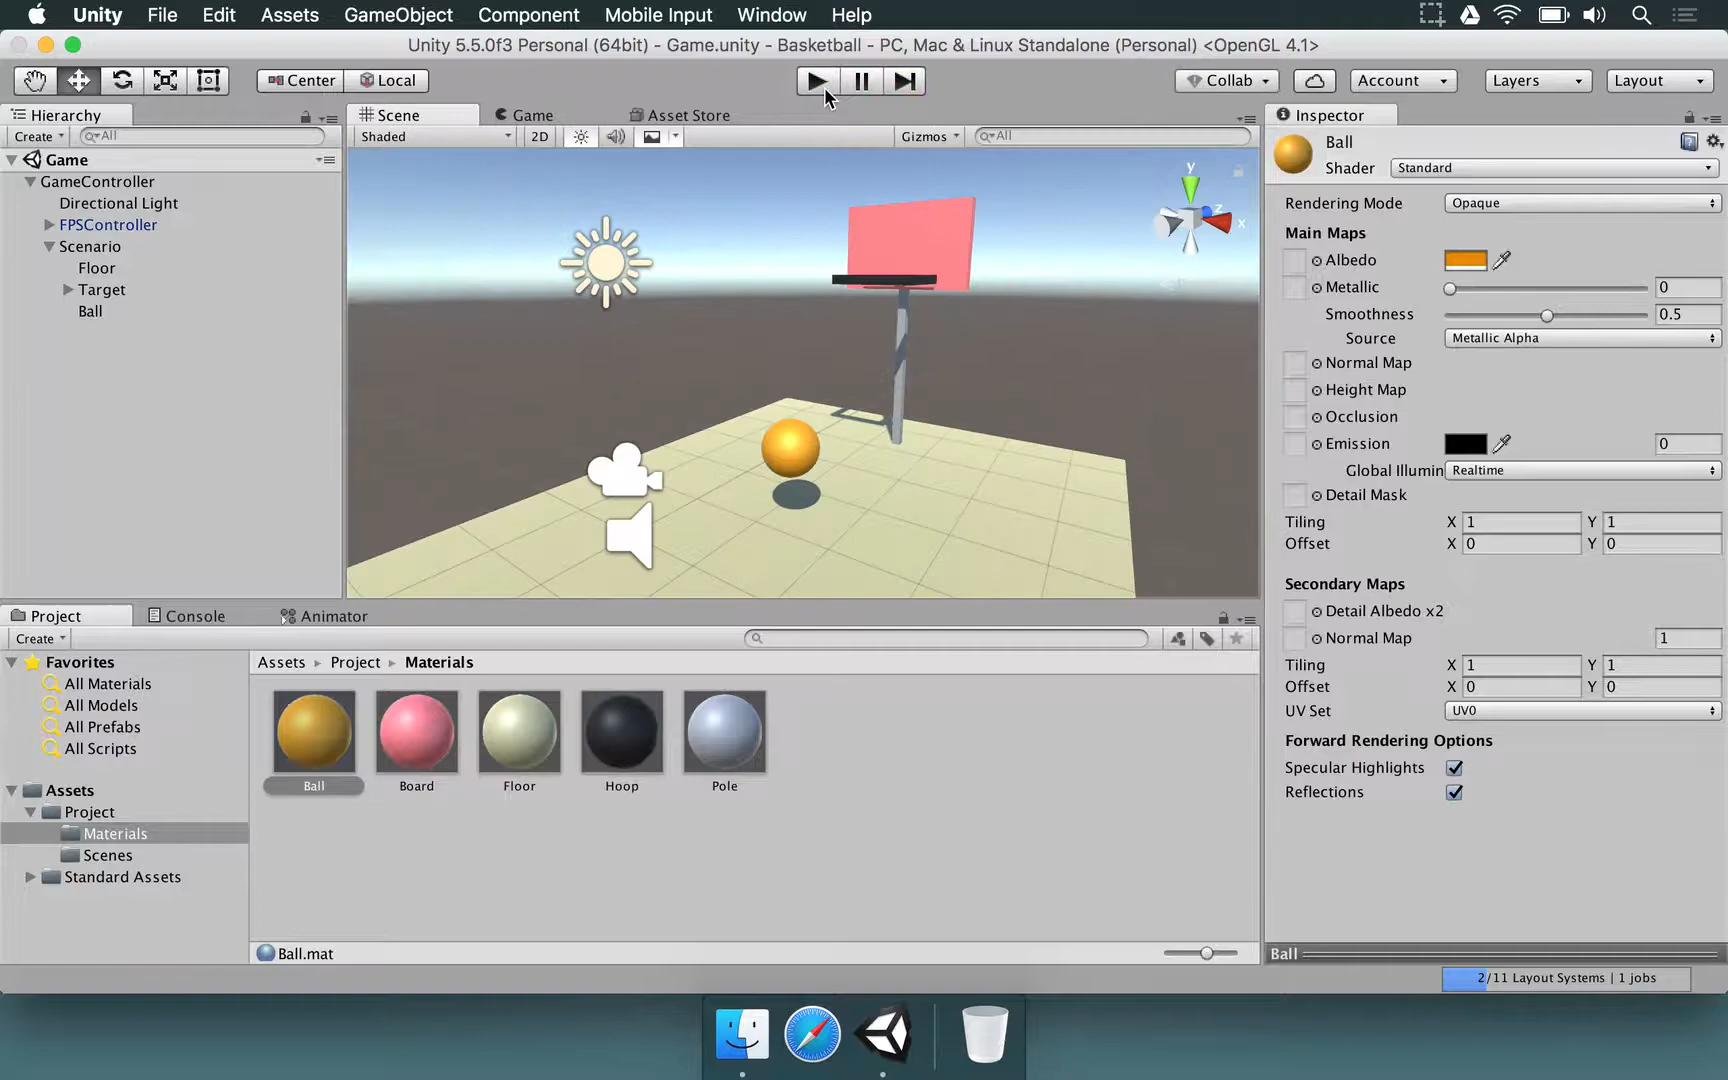 Unity File Edit Assets GameObject Component Mobile Input Window Help
Unity 5.5.0f3 Personal (64bit) - Game.unity - Basketball - PC, Mac & Linux Standalone (Personal) <OpenGL 4.1>
Center Local Collab Account Layers Layout
Hierarchy
Create All
Game
GameController
Directional Light
FPSController
Scenario
Floor
Target
Ball
Scene Game Asset Store
Shaded 2D Gizmos All
y
z
x
Inspector
Ball
Shader Standard
Rendering Mode Opaque
Main Maps
Albedo
Metallic 0
Smoothness 0.5
Source Metallic Alpha
Normal Map
Height Map
Occlusion
Emission 0
Global Illumin Realtime
Detail Mask
Tiling X 1 Y 1
Offset X 0 Y 0
Secondary Maps
Detail Albedo x2
Normal Map 1
Tiling X 1 Y 1
Offset X 0 Y 0
UV Set UV0
Forward Rendering Options
Specular Highlights
Reflections
Ball
Project Console Animator
Create
Favorites
All Materials
All Models
All Prefabs
All Scripts
Assets
Project
Materials
Scenes
Standard Assets
Assets Project Materials
Ball Board Floor Hoop Pole
Ball.mat
2/11 Layout Systems | 1 jobs